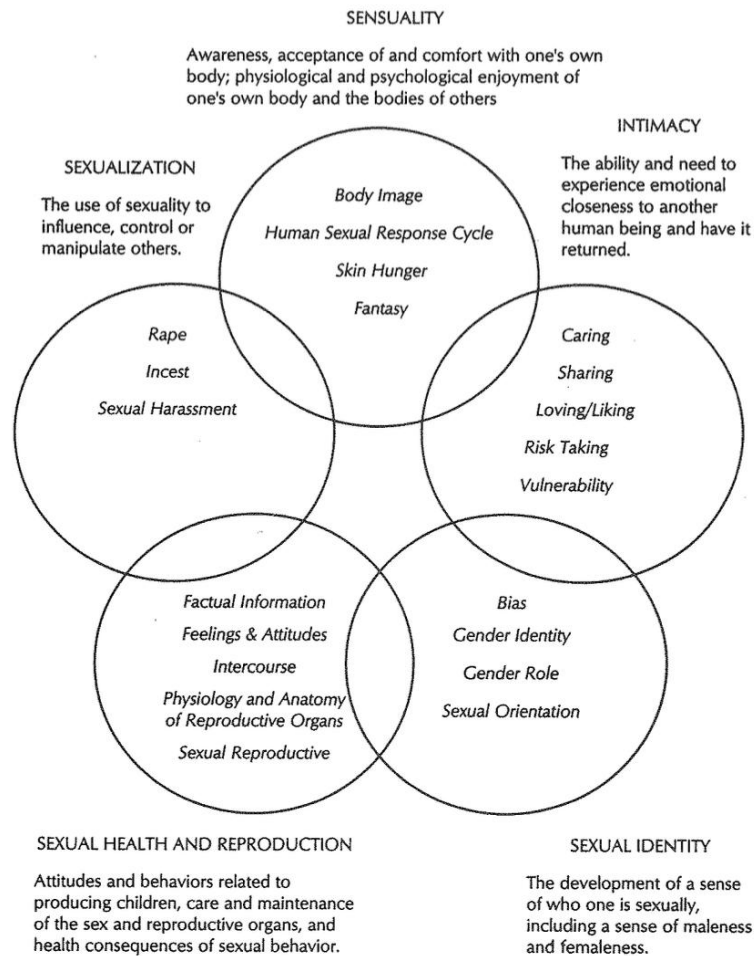 SENSUALITY
Awareness, acceptance of and comfort with one's own
body; physiological and psychological enjoyment of
one's own body and the bodies of others
SEXUALIZATION
The use of sexuality to
influence, control or
manipulate others.
INTIMACY
The ability and need to
experience emotional
closeness to another
human being and have it
returned.
Body Image
Human Sexual Response Cycle
Skin Hunger
Fantasy
Rape
Incest
Sexual Harassment
Caring
Sharing
Loving/Liking
Risk Taking
Vulnerability
Factual Information
Feelings & Attitudes
Intercourse
Physiology and Anatomy
of Reproductive Organs
Sexual Reproductive
Bias
Gender Identity
Gender Role
Sexual Orientation
SEXUAL HEALTH AND REPRODUCTION
Attitudes and behaviors related to
producing children, care and maintenance
of the sex and reproductive organs, and
health consequences of sexual behavior.
SEXUAL IDENTITY
The development of a sense
of who one is sexually,
including a sense of maleness
and femaleness.